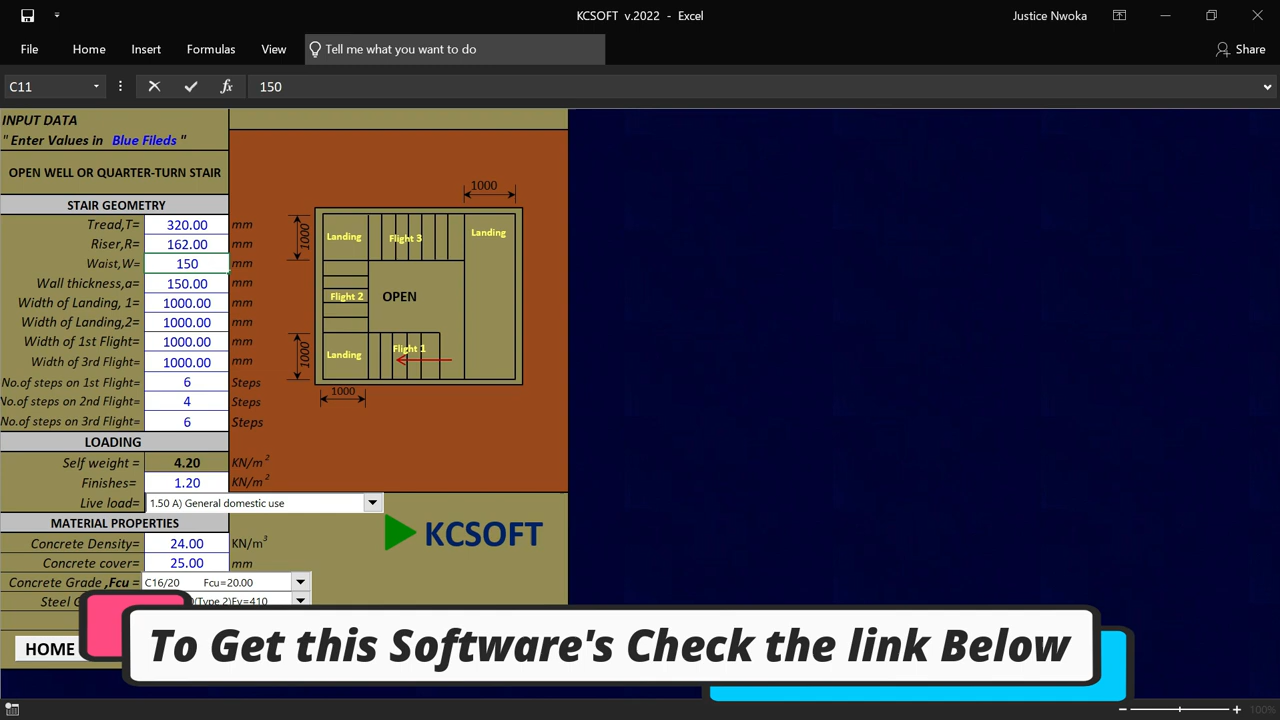 KCSOFT v.2022 - Excel
Justice Nwoka
File Home Insert Formulas View Tell me what you want to do Share
C11 fx 150
INPUT DATA
" Enter Values in Blue Fileds "
OPEN WELL OR QUARTER-TURN STAIR
STAIR GEOMETRY
Tread,T= 320.00 mm
Riser,R= 162.00 mm
Waist,W= 150 mm
Wall thickness,a= 150.00 mm
Width of Landing, 1= 1000.00 mm
Width of Landing,2= 1000.00 mm
Width of 1st Flight= 1000.00 mm
Width of 3rd Flight= 1000.00 mm
No.of steps on 1st Flight= 6 Steps
No.of steps on 2nd Flight= 4 Steps
No.of steps on 3rd Flight= 6 Steps
LOADING
Self weight = 4.20 KN/m²
Finishes= 1.20 KN/m²
Live load= 1.50 A) General domestic use
MATERIAL PROPERTIES
Concrete Density= 24.00 KN/m³
Concrete cover= 25.00 mm
Concrete Grade ,Fcu C16/20 Fcu=20.00
Steel (Type 2)Fy=410
HOME
1000
1000
Landing Flight 3 Landing
Flight 2 OPEN
1000
Landing Flight 1
1000
KCSOFT
To Get this Software's Check the link Below
100%